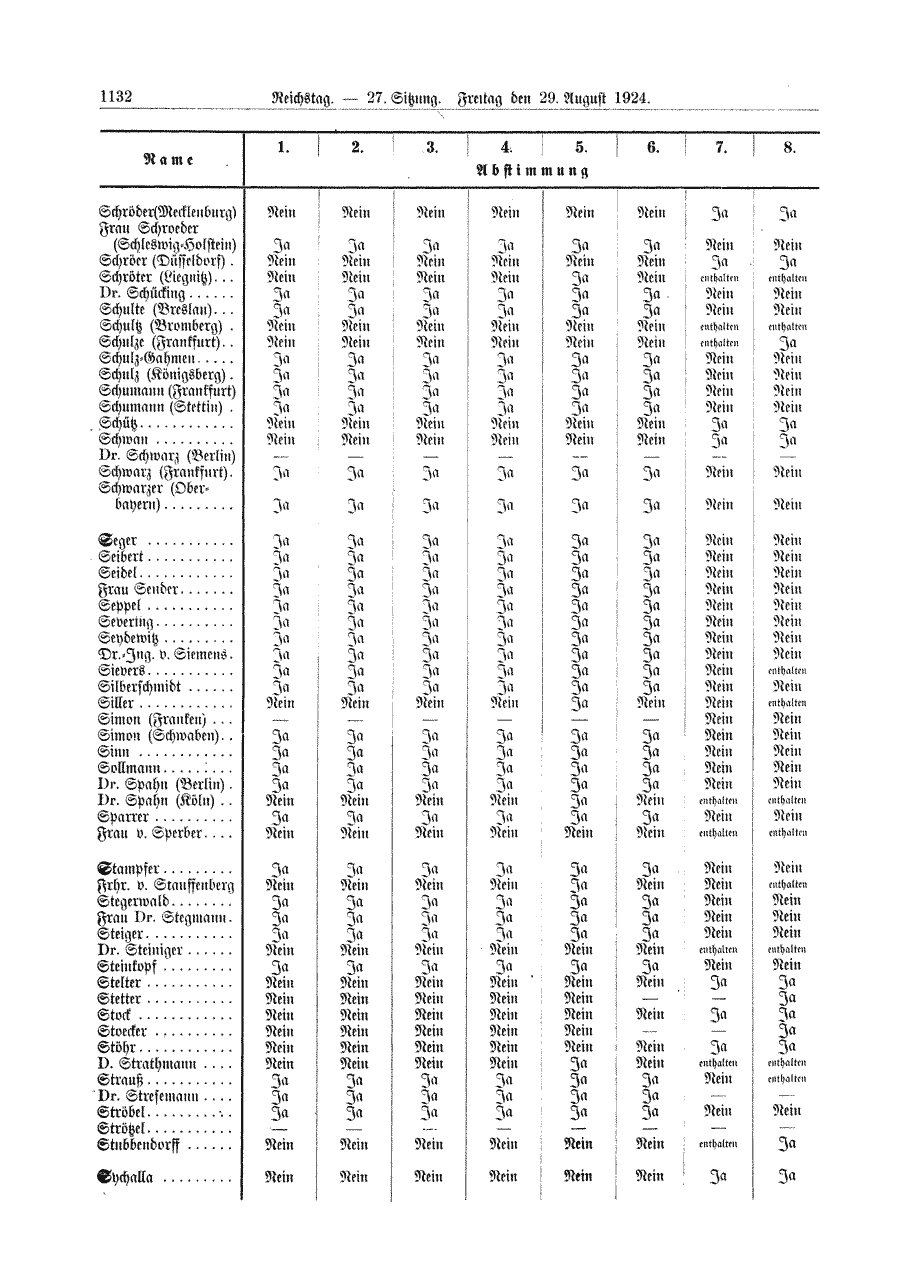 1132 Reichstag. — 27. Sitzung. Freitag den 29. August 1924.
Name 1. 2. 3. 4. 5. 6. 7. 8.
Abstimmung
Schröder(Mecklenburg) Nein Nein Nein Nein Nein Nein Ja Ja
Frau Schroeder
(Schleswig-Holstein) Ja Ja Ja Ja Ja Ja Nein Nein
Schröer (Düsseldorf) . Nein Nein Nein Nein Nein Nein Ja Ja
Schröter (Liegnitz). . . Nein Nein Nein Nein Ja Nein enthalten enthalten
Dr. Schücking . . . . . . Ja Ja Ja Ja Ja Ja Nein Nein
Schulte (Breslau). . . Ja Ja Ja Ja Ja Ja Nein Nein
Schultz (Bromberg) . Nein Nein Nein Nein Nein Nein enthalten enthalten
Schulze (Frankfurt). . Nein Nein Nein Nein Nein Nein enthalten Ja
Schulz-Gahmen. . . . . Ja Ja Ja Ja Ja Ja Nein Nein
Schulz (Königsberg) . Ja Ja Ja Ja Ja Ja Nein Nein
Schumann (Frankfurt) Ja Ja Ja Ja Ja Ja Nein Nein
Schumann (Stettin) . Ja Ja Ja Ja Ja Ja Nein Nein
Schütz. . . . . . . . . . . . Nein Nein Nein Nein Nein Nein Ja Ja
Schwan . . . . . . . . . . Nein Nein Nein Nein Nein Nein Ja Ja
Dr. Schwarz (Berlin) — — — — — — — —
Schwarz (Frankfurt). Ja Ja Ja Ja Ja Ja Nein Nein
Schwarzer (Ober-
bayern) . . . . . . . . . Ja Ja Ja Ja Ja Ja Nein Nein
Seger . . . . . . . . . . . Ja Ja Ja Ja Ja Ja Nein Nein
Seibert . . . . . . . . . . . Ja Ja Ja Ja Ja Ja Nein Nein
Seidel. . . . . . . . . . . . Ja Ja Ja Ja Ja Ja Nein Nein
Frau Sender. . . . . . . Ja Ja Ja Ja Ja Ja Nein Nein
Seppel . . . . . . . . . . . Ja Ja Ja Ja Ja Ja Nein Nein
Severing. . . . . . . . . . Ja Ja Ja Ja Ja Ja Nein Nein
Seydewitz . . . . . . . . . Ja Ja Ja Ja Ja Ja Nein Nein
Dr.-Ing. v. Siemens. Ja Ja Ja Ja Ja Ja Nein Nein
Sievers. . . . . . . . . . . Ja Ja Ja Ja Ja Ja Nein enthalten
Silberschmidt . . . . . . Ja Ja Ja Ja Ja Ja Nein Nein
Siller . . . . . . . . . . . . Nein Nein Nein Nein Ja Nein Nein enthalten
Simon (Franken) . . . — — — — — — Nein Nein
Simon (Schwaben). . Ja Ja Ja Ja Ja Ja Nein Nein
Sinn . . . . . . . . . . . . Ja Ja Ja Ja Ja Ja Nein Nein
Sollmann. . . . . . . . . Ja Ja Ja Ja Ja Ja Nein Nein
Dr. Spahn (Berlin) . Ja Ja Ja Ja Ja Ja Nein Nein
Dr. Spahn (Köln) . . Nein Nein Nein Nein Ja Nein enthalten enthalten
Sparrer . . . . . . . . . . Ja Ja Ja Ja Ja Ja Nein Nein
Frau v. Sperber. . . . Nein Nein Nein Nein Nein Nein enthalten enthalten
Stampfer . . . . . . . . . Ja Ja Ja Ja Ja Ja Nein Nein
Frhr. v. Stauffenberg Nein Nein Nein Nein Ja Nein Nein enthalten
Stegerwald. . . . . . . . Ja Ja Ja Ja Ja Ja Nein Nein
Frau Dr. Stegmann. Ja Ja Ja Ja Ja Ja Nein Nein
Steiger. . . . . . . . . . . Ja Ja Ja Ja Ja Ja Nein Nein
Dr. Steiniger . . . . . . Nein Nein Nein Nein Nein Nein enthalten enthalten
Steinkopf . . . . . . . . . Ja Ja Ja Ja Ja Ja Nein Nein
Stelter . . . . . . . . . . . Nein Nein Nein Nein Nein Nein Ja Ja
Stetter . . . . . . . . . . . Nein Nein Nein Nein Nein — — Ja
Stock . . . . . . . . . . . . Nein Nein Nein Nein Nein Nein Ja Ja
Stoecker . . . . . . . . . . Nein Nein Nein Nein Nein — — Ja
Stöhr . . . . . . . . . . . . Nein Nein Nein Nein Nein Nein Ja Ja
D. Strathmann . . . . Nein Nein Nein Nein Ja Nein enthalten enthalten
Strauß . . . . . . . . . . . Ja Ja Ja Ja Ja Ja Nein enthalten
Dr. Stresemann . . . . Ja Ja Ja Ja Ja Ja — —
Ströbel. . . . . . . . . . . Ja Ja Ja Ja Ja Ja Nein Nein
Strötzel. . . . . . . . . . . — — — — — — — —
Stubbendorff . . . . . . Nein Nein Nein Nein Nein Nein enthalten Ja
Sychalla . . . . . . . . . Nein Nein Nein Nein Nein Nein Ja Ja